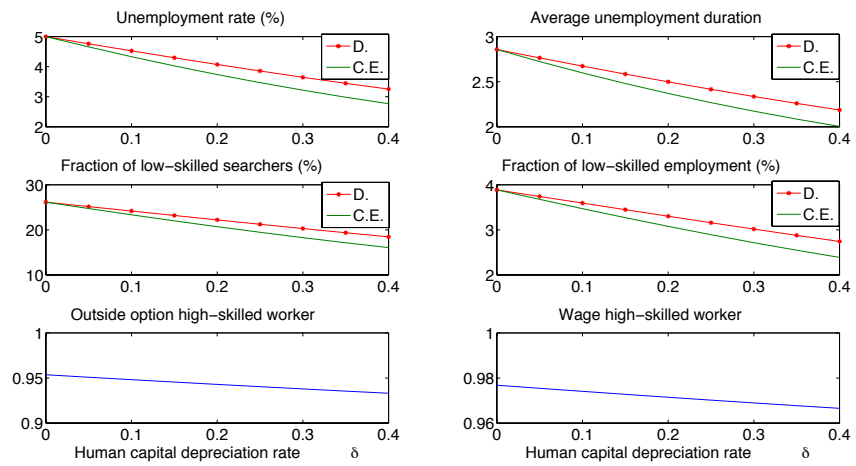 Unemployment rate (%)
5
4
3
2
0 0.1 0.2 0.3 0.4
D.
C.E.
Average unemployment duration
3
2.5
2
0 0.1 0.2 0.3 0.4
D.
C.E.
Fraction of low−skilled searchers (%)
30
20
10
0 0.1 0.2 0.3 0.4
D.
C.E.
Fraction of low−skilled employment (%)
4
3
2
0 0.1 0.2 0.3 0.4
D.
C.E.
Outside option high−skilled worker
1
0.95
0.9
0 0.1 0.2 0.3 0.4
Human capital depreciation rate δ
Wage high−skilled worker
1
0.98
0.96
0 0.1 0.2 0.3 0.4
Human capital depreciation rate δ